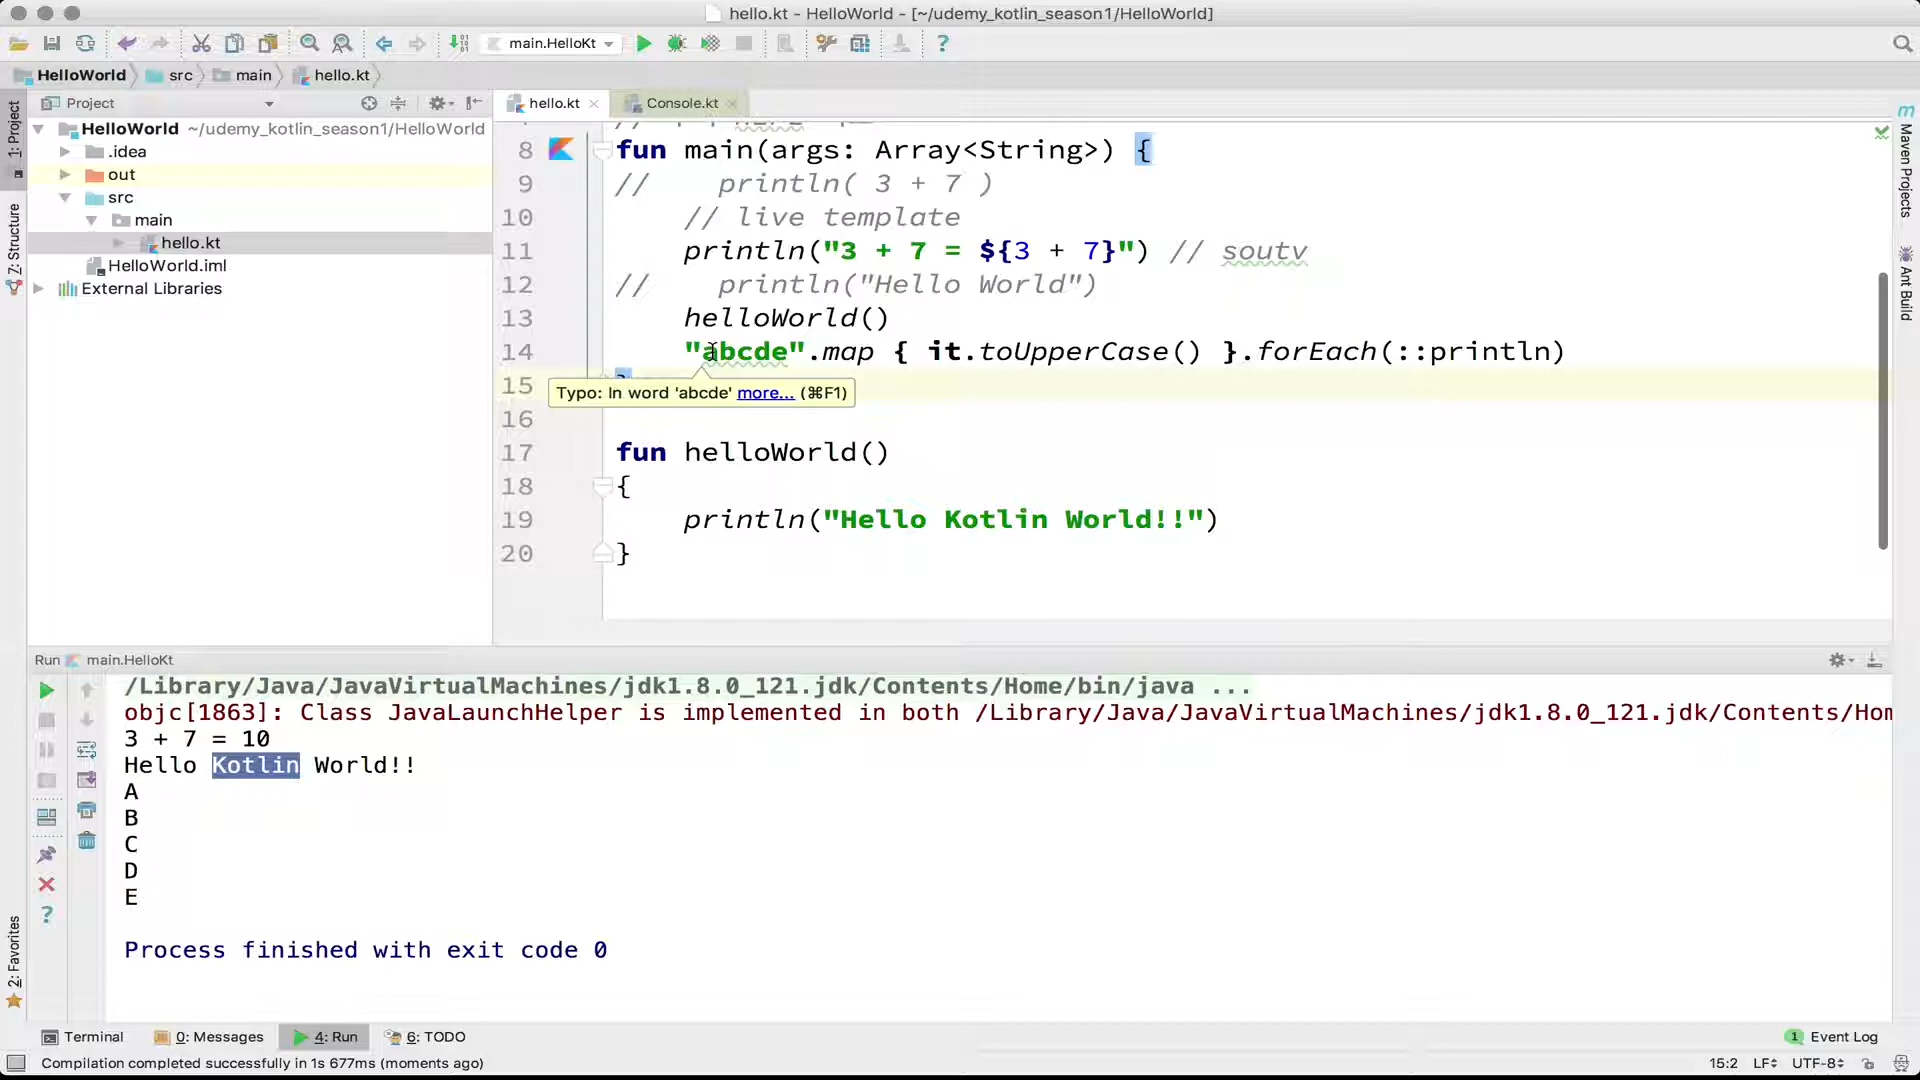 hello.kt - HelloWorld - [~/udemy_kotlin_season1/HelloWorld]
main.HelloKt
HelloWorld src main hello.kt
1: Project
Z: Structure
2: Favorites
Project
HelloWorld ~/udemy_kotlin_season1/HelloWorld
.idea
out
src
main
hello.kt
HelloWorld.iml
External Libraries
hello.kt Console.kt
8 fun main(args: Array<String>) {
9 // println( 3 + 7 )
10 // live template
11 println("3 + 7 = ${3 + 7}") // soutv
12 // println("Hello World")
13 helloWorld()
14 "abcde".map { it.toUpperCase() }.forEach(::println)
15
Typo: In word 'abcde' more... (⌘F1)
16
17 fun helloWorld()
18 {
19 println("Hello Kotlin World!!")
20 }
Maven Projects
Ant Build
Run main.HelloKt
/Library/Java/JavaVirtualMachines/jdk1.8.0_121.jdk/Contents/Home/bin/java ...
objc[1863]: Class JavaLaunchHelper is implemented in both /Library/Java/JavaVirtualMachines/jdk1.8.0_121.jdk/Contents/Hom
3 + 7 = 10
Hello Kotlin World!!
A
B
C
D
E
Process finished with exit code 0
Terminal 0: Messages 4: Run 6: TODO 1 Event Log
Compilation completed successfully in 1s 677ms (moments ago) 15:2 LF UTF-8